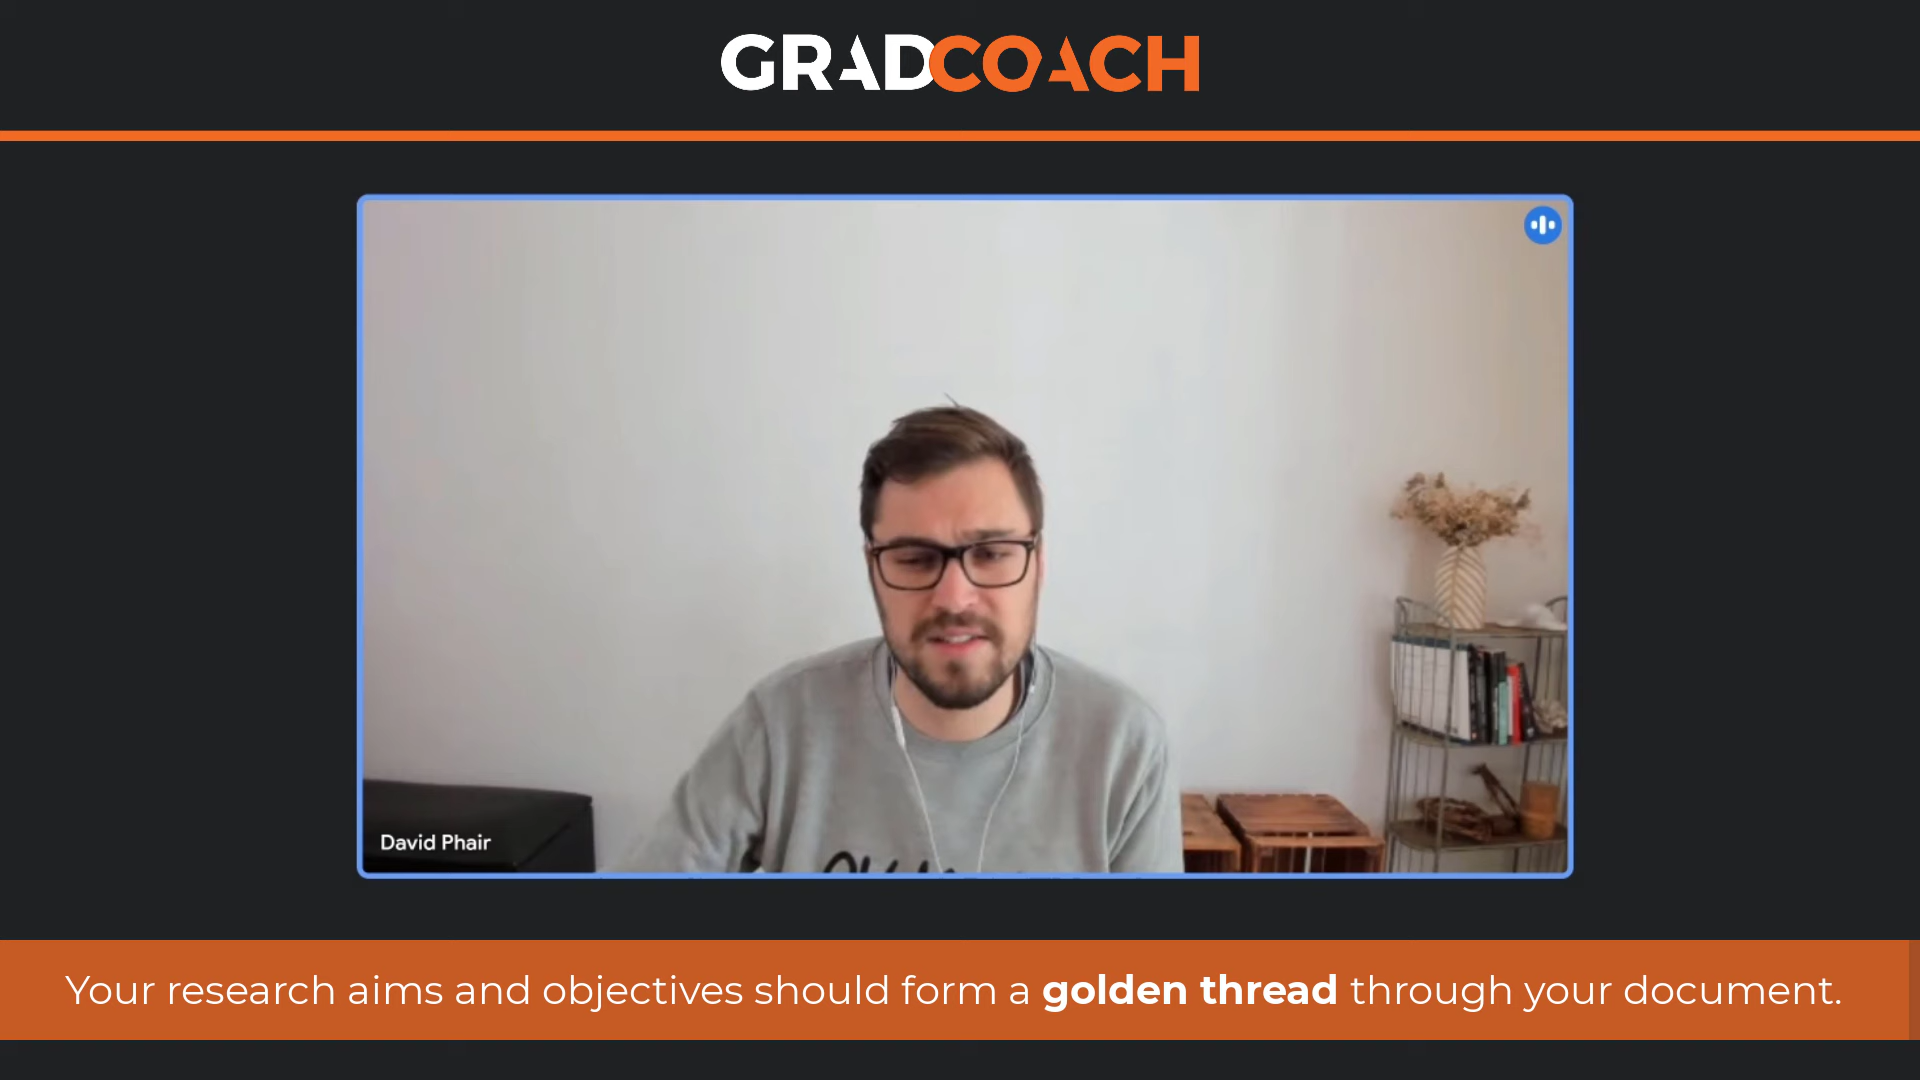 GRADCOACH
David Phair
Your research aims and objectives should form a golden thread through your document.